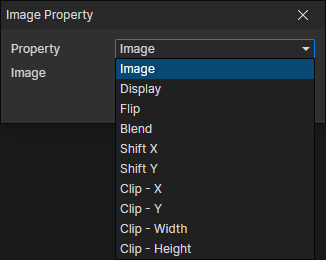 Image Property
Property Image
Image
Image
Display
Flip
Blend
Shift X
Shift Y
Clip - X
Clip - Y
Clip - Width
Clip - Height